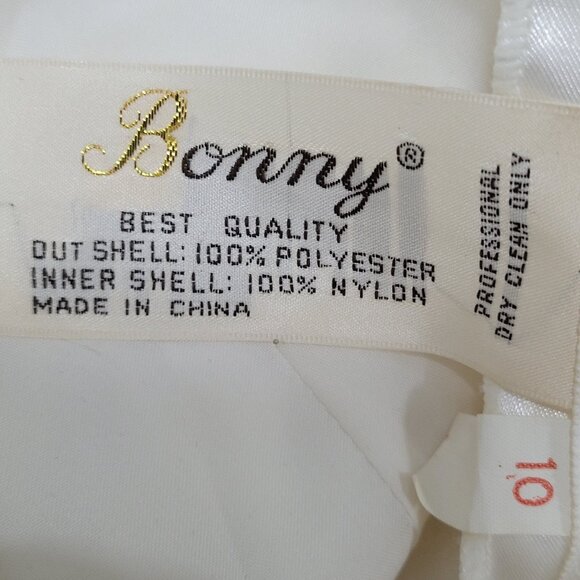 Bonny®
BEST QUALITY
OUT SHELL: 100% POLYESTER
INNER SHELL: 100% NYLON
MADE IN CHINA
PROFESSIONAL
DRY CLEAN ONLY
10